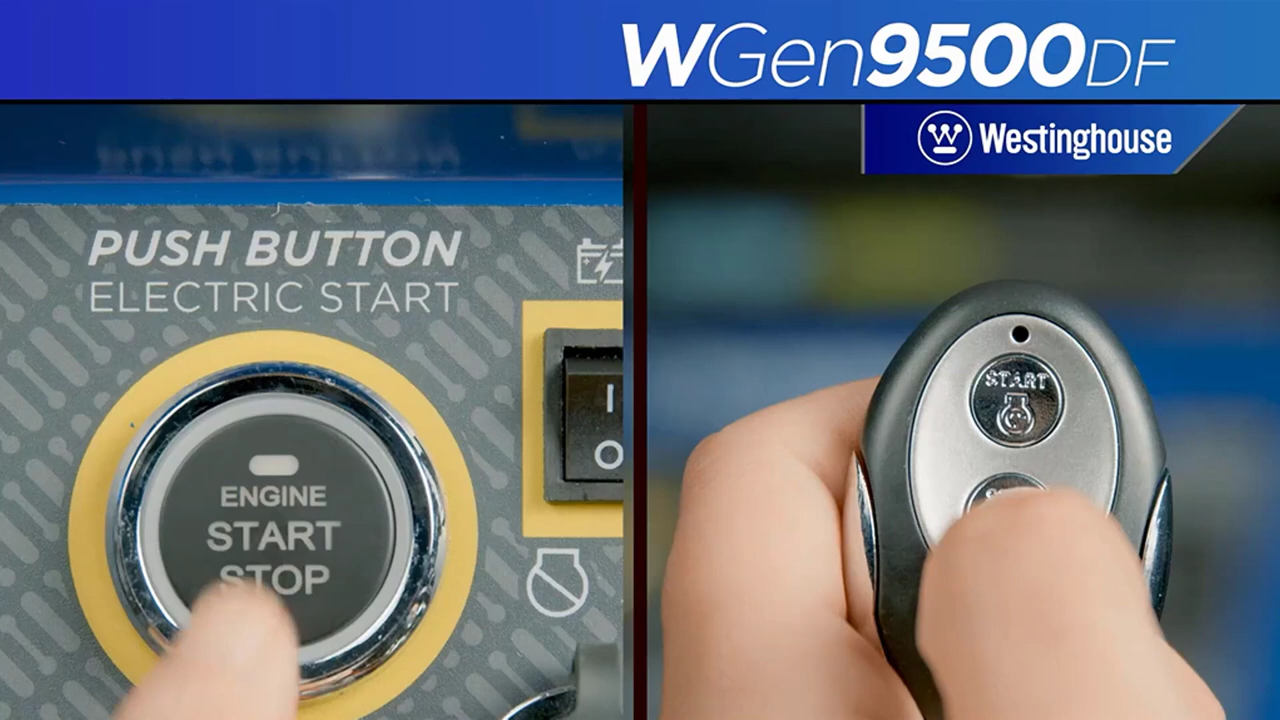 WGen9500DF
Westinghouse
PUSH BUTTON
ELECTRIC START
ENGINE
START
STOP
I
O
START